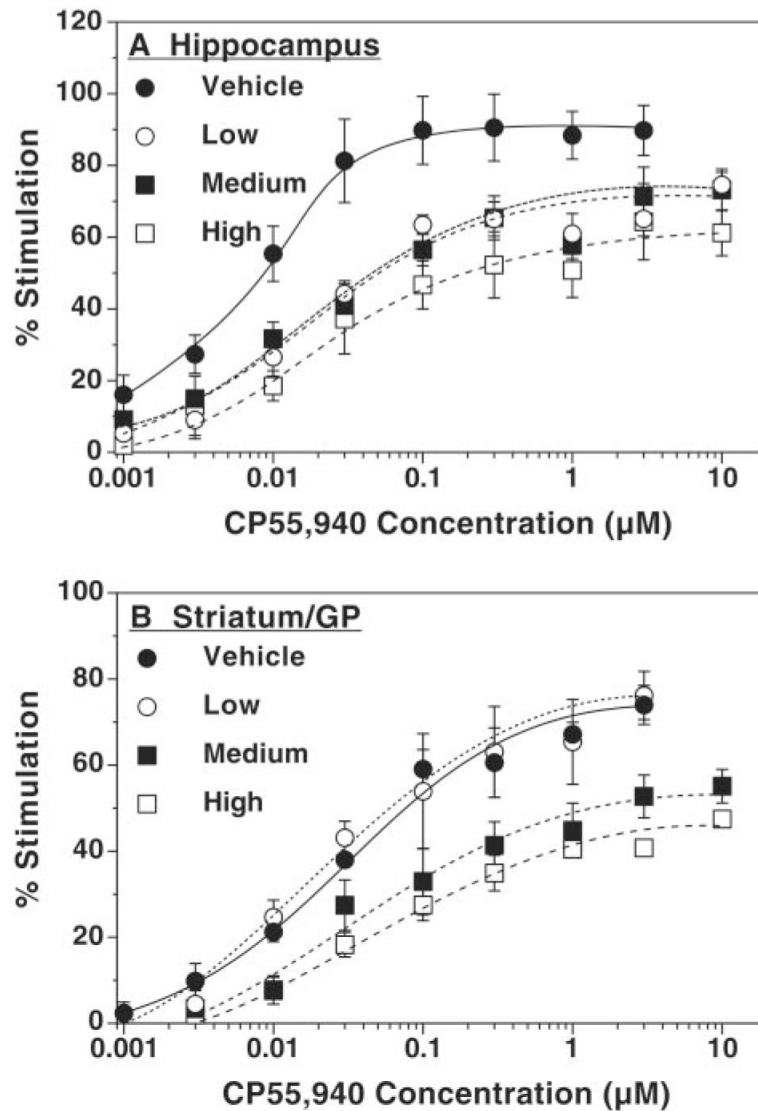 120
100
80
60
40
20
0
% Stimulation
A Hippocampus
Vehicle
Low
Medium
High
0.001 0.01 0.1 1 10
CP55,940 Concentration (µM)
100
80
60
40
20
0
% Stimulation
B Striatum/GP
Vehicle
Low
Medium
High
0.001 0.01 0.1 1 10
CP55,940 Concentration (µM)